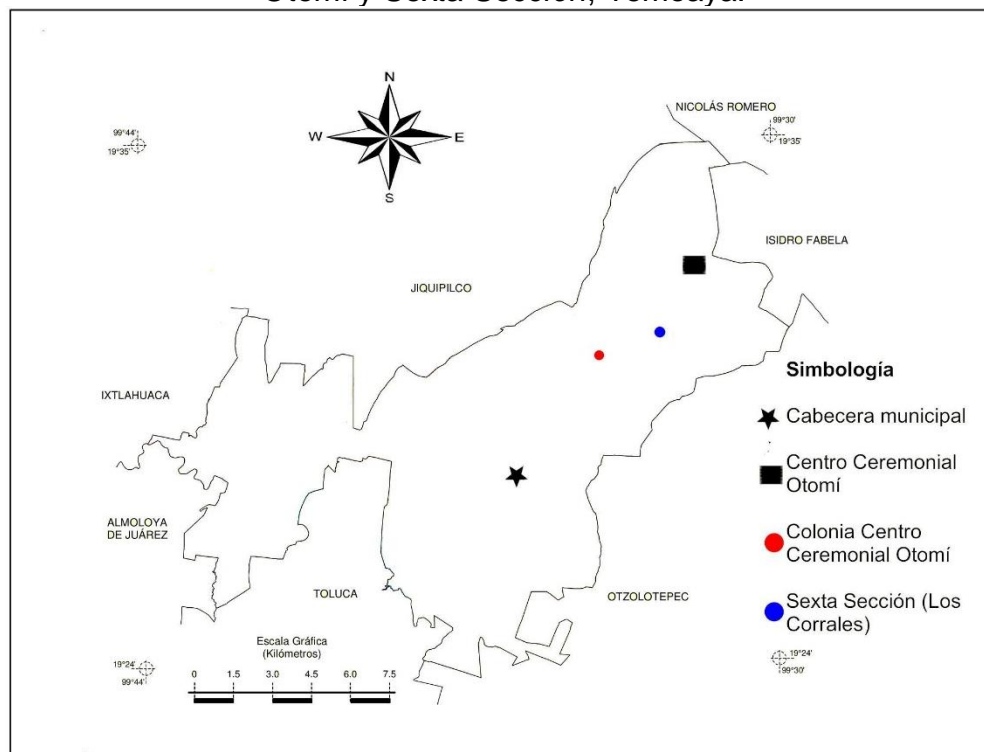 Otomí y Sexta Sección, Temoaya.
N
NICOLÁS ROMERO
99°44'
19°35'
99°30'
19°35'
W
E
S
ISIDRO FABELA
JIQUIPILCO
Simbología
IXTLAHUACA
Cabecera municipal
Centro Ceremonial
Otomí
ALMOLOYA
DE JUÁREZ
Colonia Centro
Ceremonial Otomí
TOLUCA
OTZOLOTEPEC
Sexta Sección (Los
Corrales)
Escala Gráfica
(Kilómetros)
19°24'
99°44'
19°24'
99°30'
0 1.5 3.0 4.5 6.0 7.5